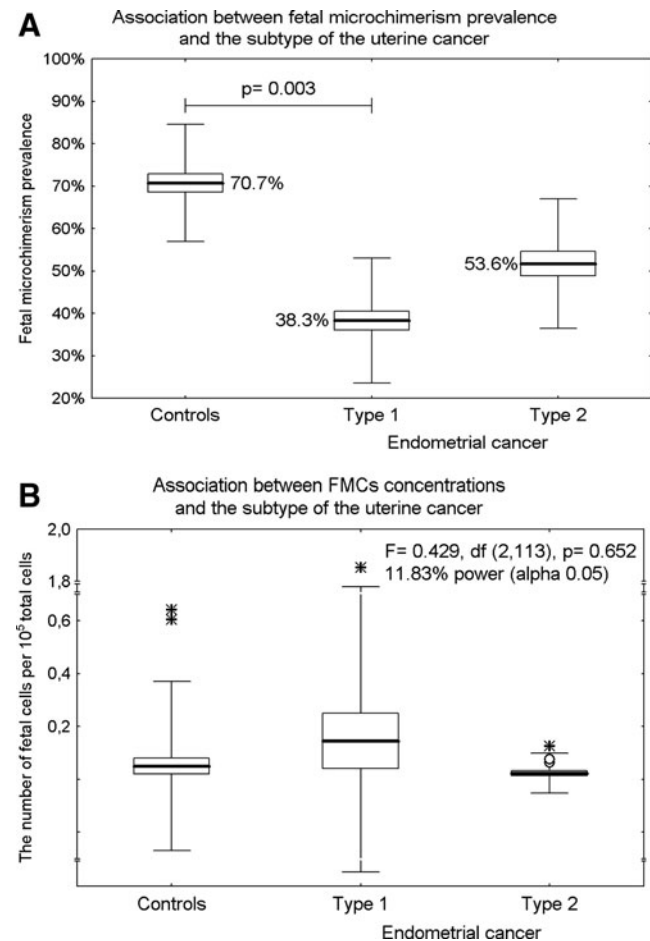 A
Association between fetal microchimerism prevalence
and the subtype of the uterine cancer
Fetal microchimerism prevalence
100%
90%
80%
70%
60%
50%
40%
30%
20%
p= 0.003
70.7%
38.3%
53.6%
Controls
Type 1
Type 2
Endometrial cancer
B
Association between FMCs concentrations
and the subtype of the uterine cancer
The number of fetal cells per 10⁵ total cells
2,0
1,8
0,6
0,4
0,2
F= 0.429, df (2,113), p= 0.652
11.83% power (alpha 0.05)
Controls
Type 1
Type 2
Endometrial cancer